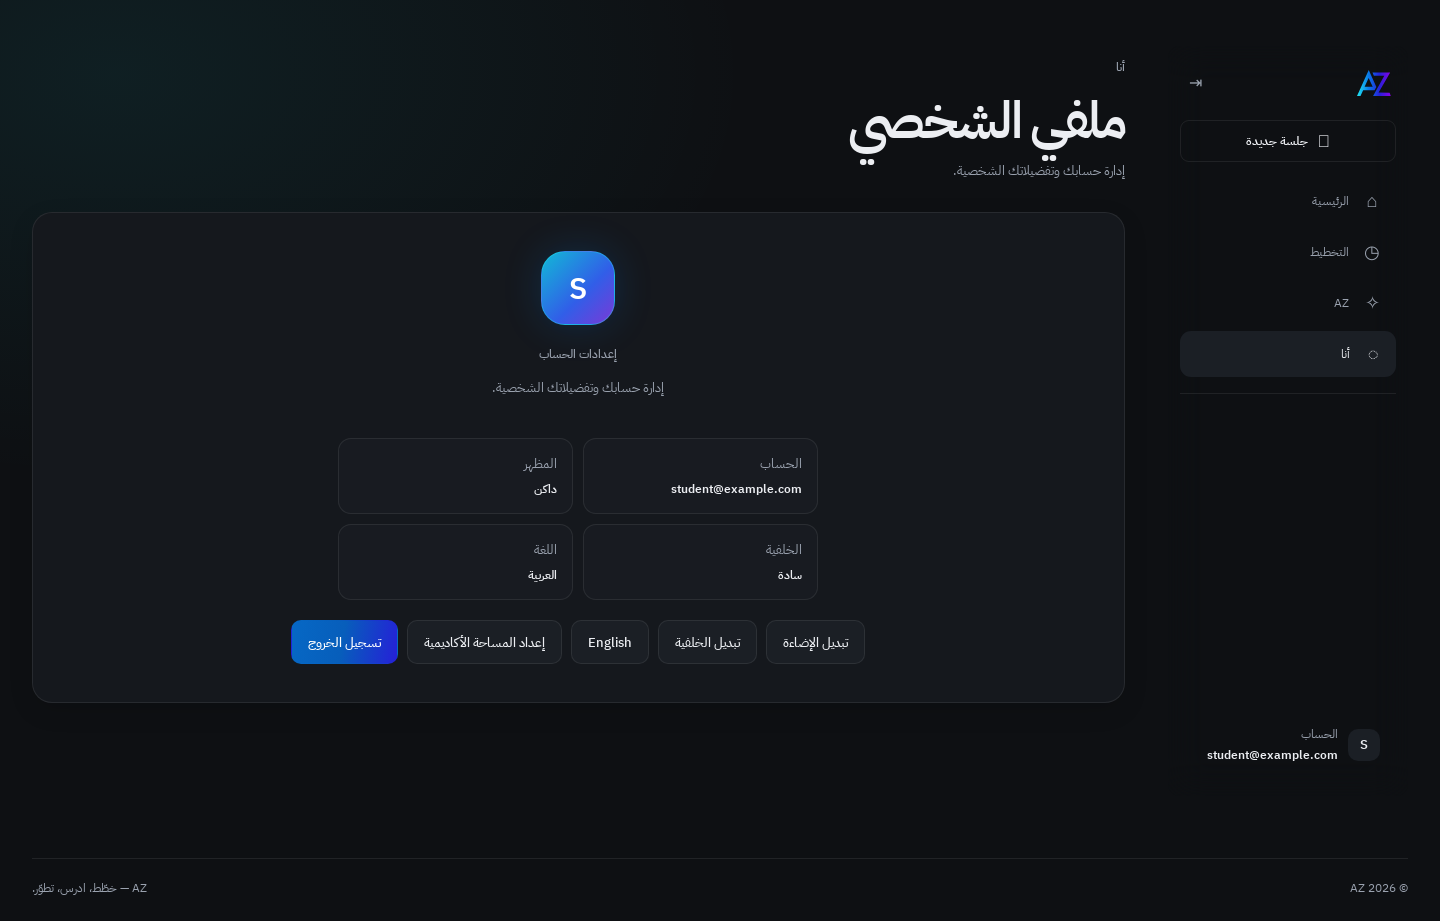 AZ
جلسة جديدة
الرئيسية
التخطيط
AZ
أنا
الحساب
S
student@example.com
أنا
ملفي الشخصي
إدارة حسابك وتفضيلاتك الشخصية.
S
إعدادات الحساب
إدارة حسابك وتفضيلاتك الشخصية.
الحساب
student@example.com
المظهر
داكن
الخلفية
سادة
اللغة
العربية
تبديل الإضاءة
تبديل الخلفية
English
إعداد المساحة الأكاديمية
تسجيل الخروج
© 2026 AZ
AZ — خطّط، ادرس، تطوّر.